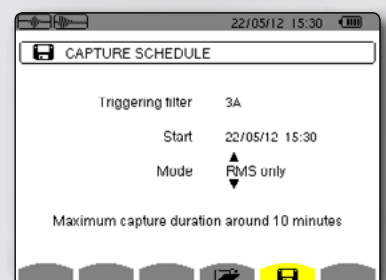 22/05/12 15:30
CAPTURE SCHEDULE
Triggering filter 3A
Start 22/05/12 15:30
Mode RMS only
Maximum capture duration around 10 minutes